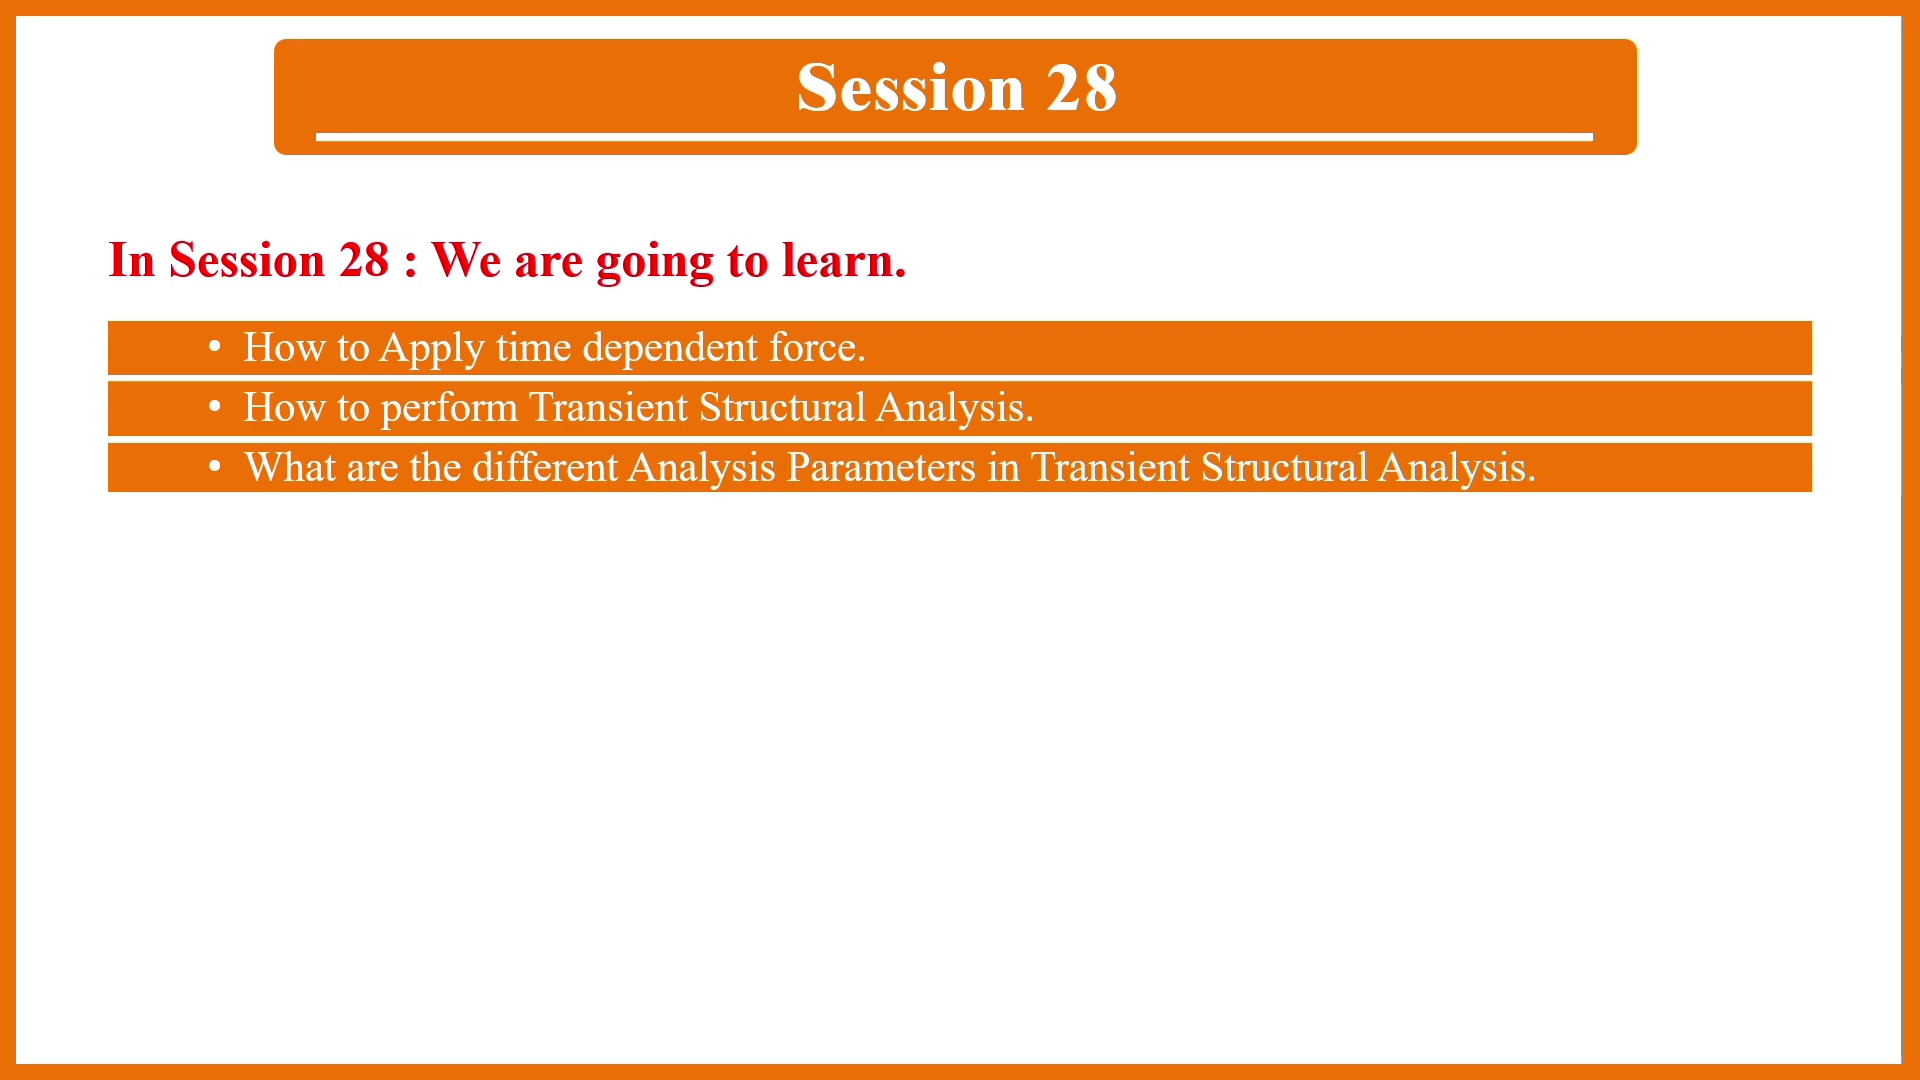 Session 28
In Session 28 : We are going to learn.
• How to Apply time dependent force.
• How to perform Transient Structural Analysis.
• What are the different Analysis Parameters in Transient Structural Analysis.